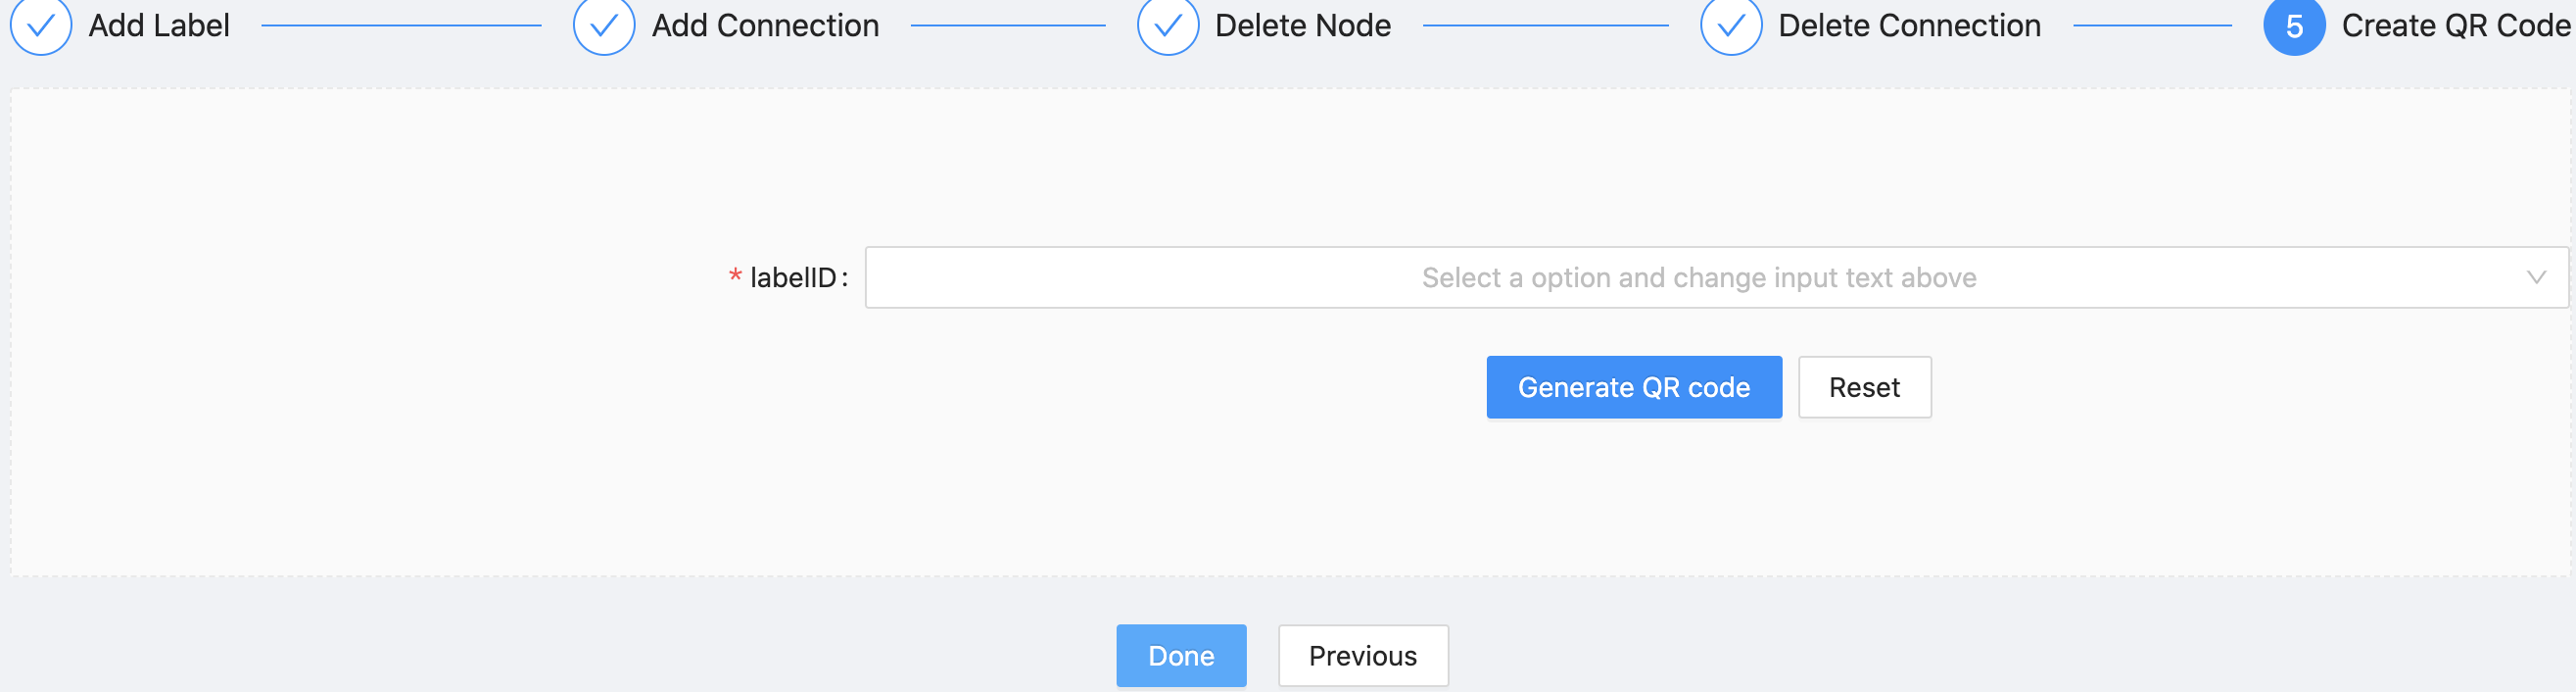 Add Label Add Connection Delete Node Delete Connection 5 Create QR Code
* labelID: Select a option and change input text above
Generate QR code Reset
Done Previous